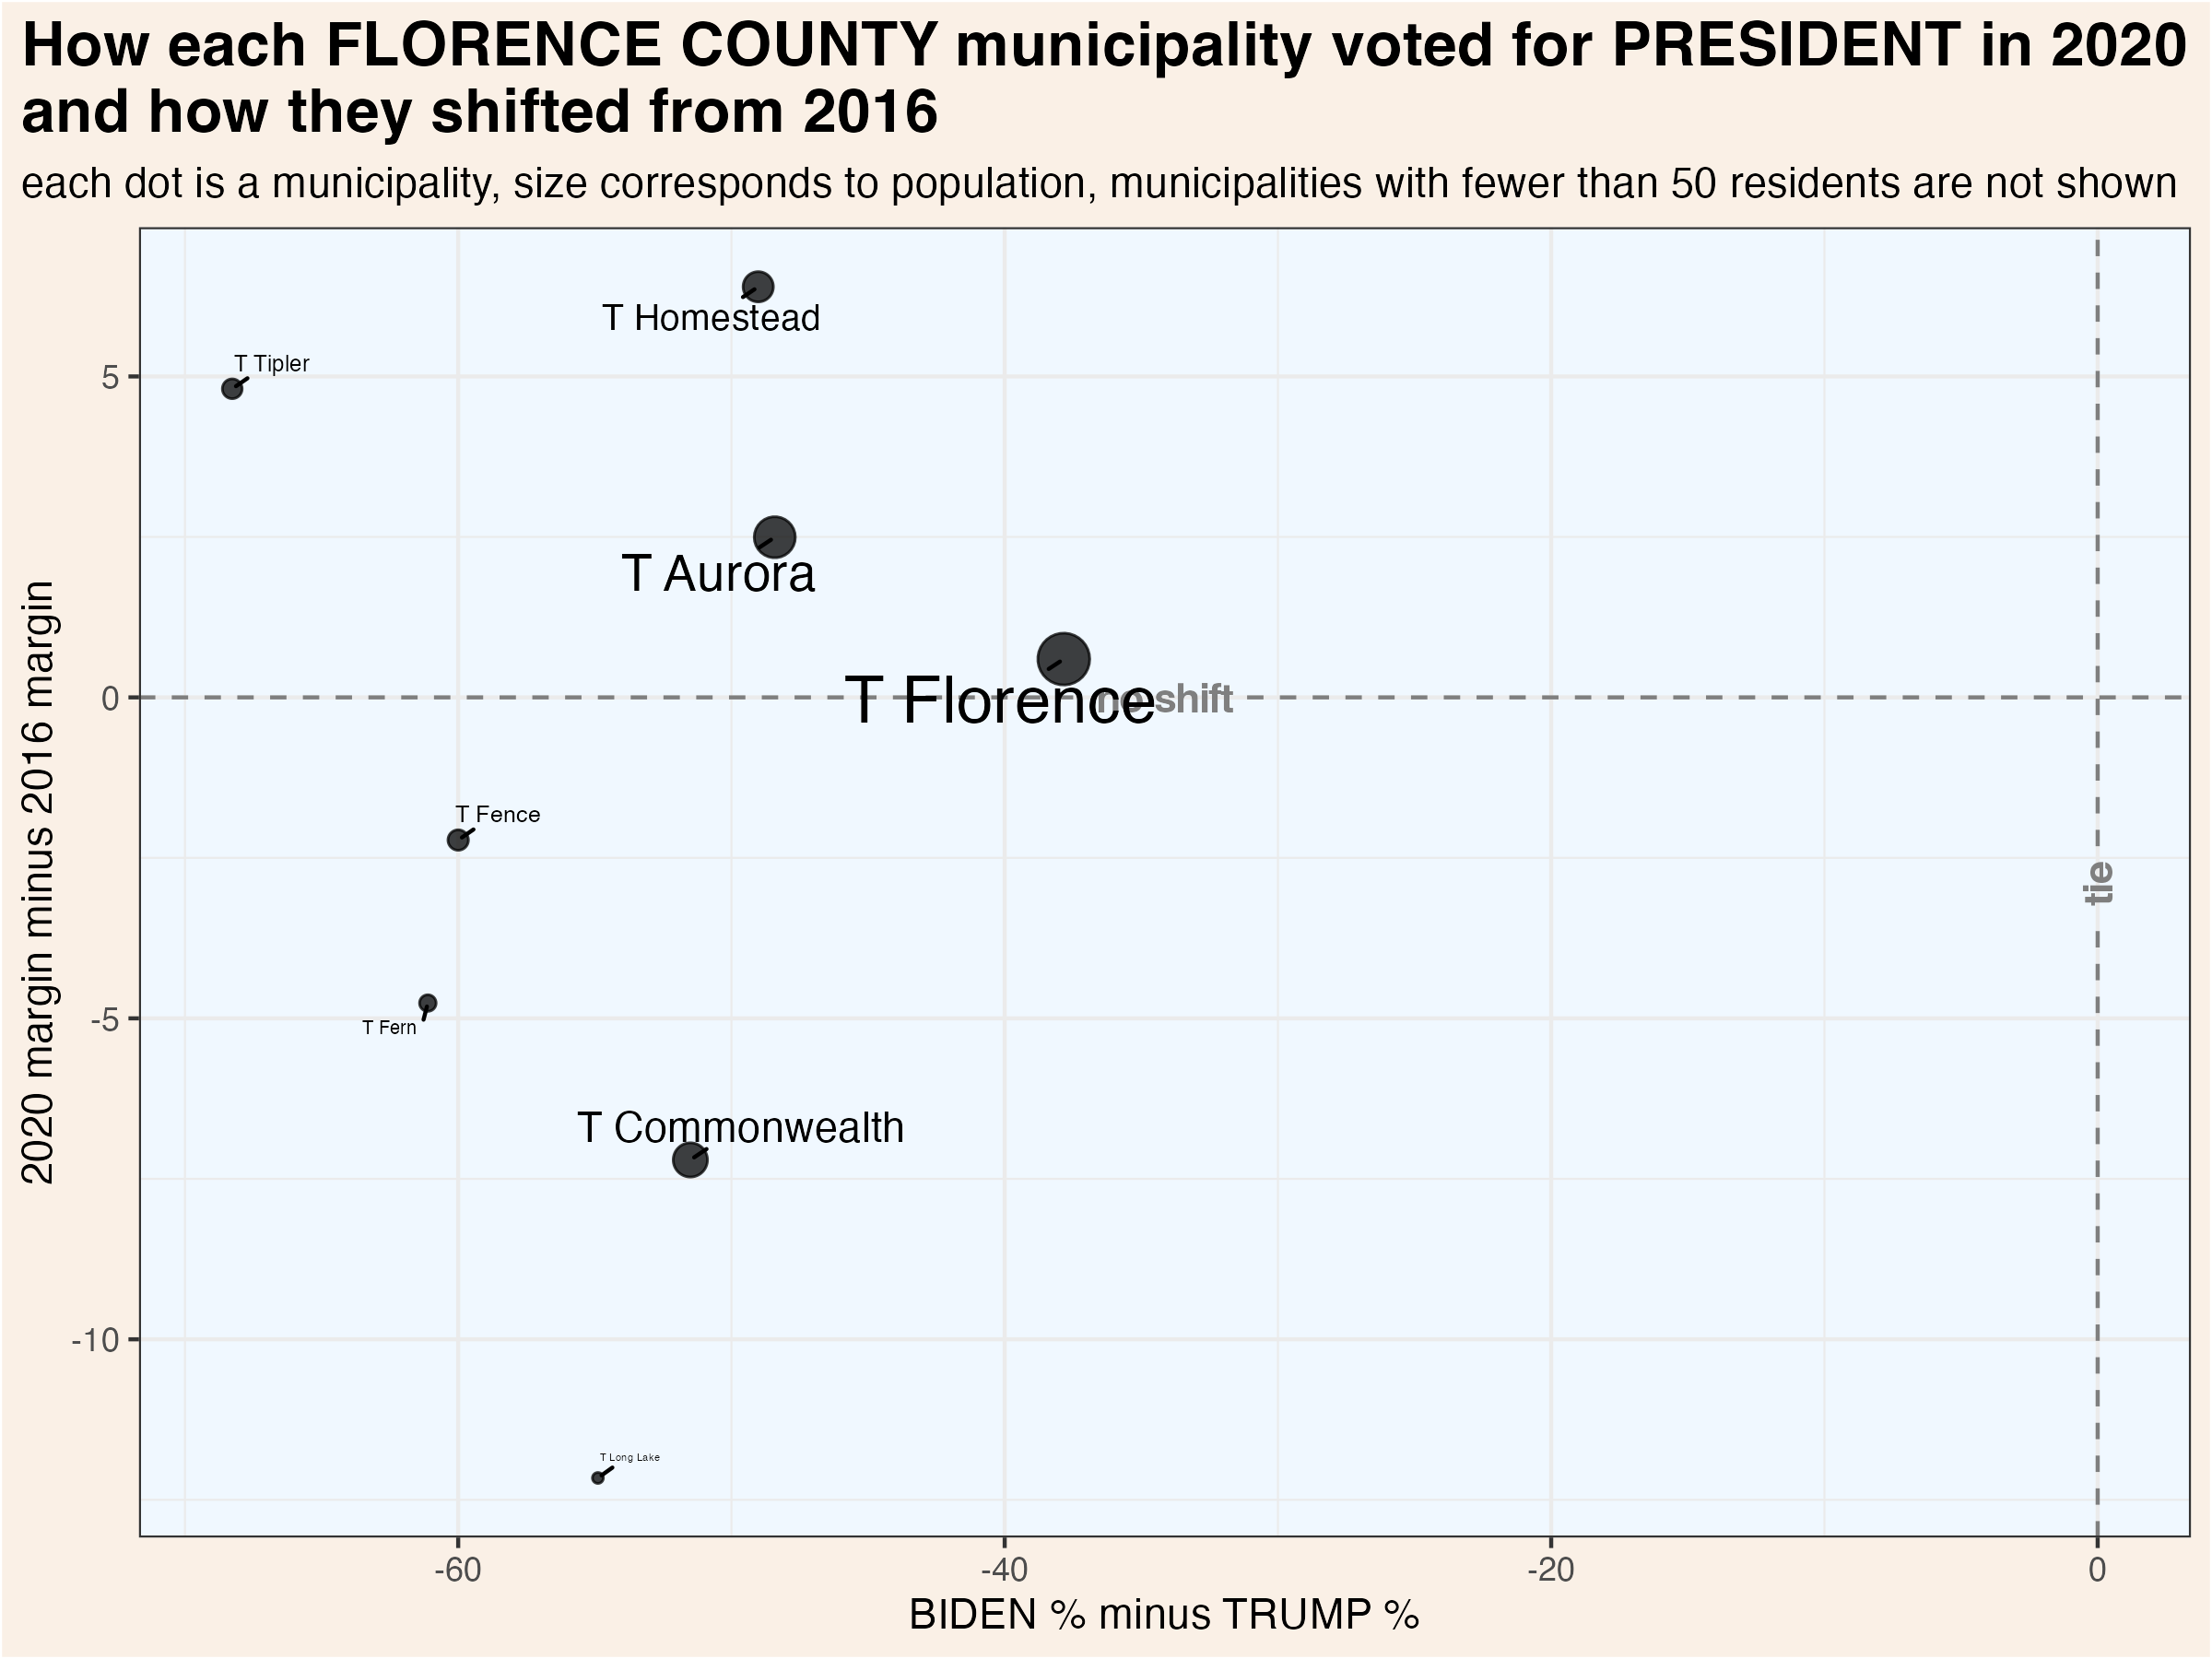 How each FLORENCE COUNTY municipality voted for PRESIDENT in 2020
and how they shifted from 2016
each dot is a municipality, size corresponds to population, municipalities with fewer than 50 residents are not shown
2020 margin minus 2016 margin
T Homestead
T Tipler
5
T Aurora
T Florence
no shift
0
T Fence
tie
-5
T Fern
T Commonwealth
-10
T Long Lake
-60
-40
-20
0
BIDEN % minus TRUMP %